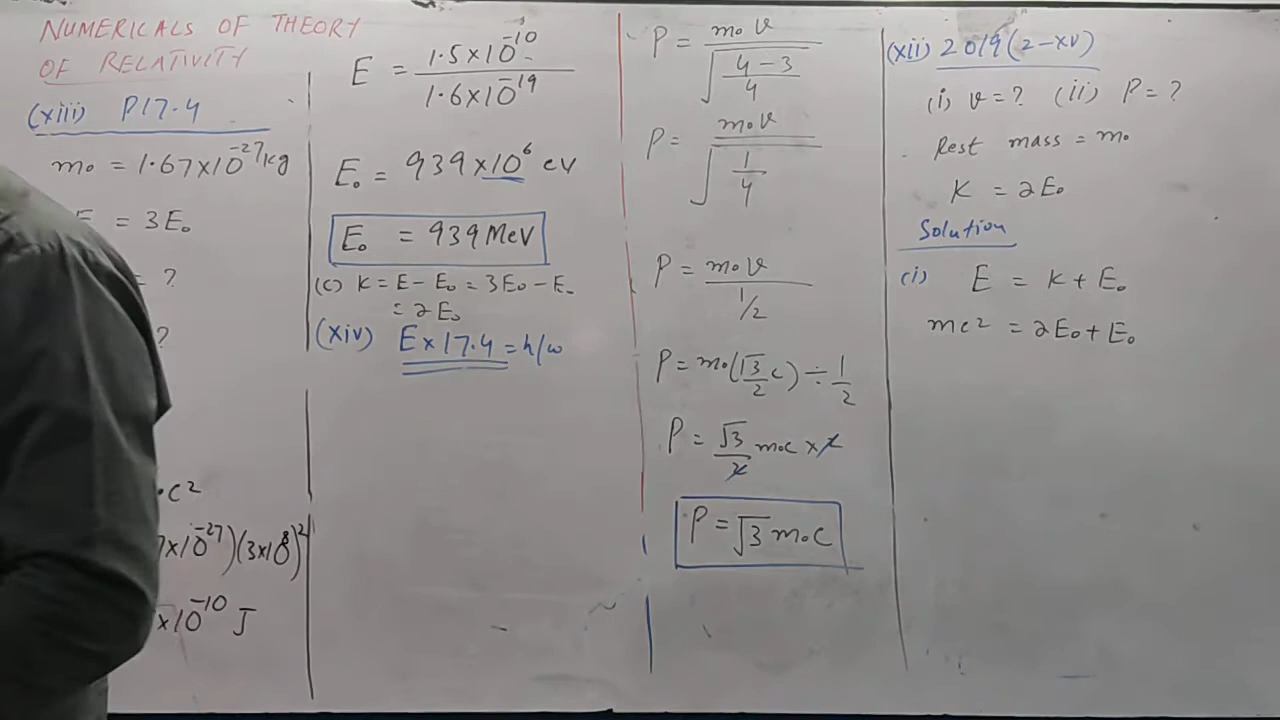 NUMERICALS OF THEORY
OF RELATIVITY
(xiii) P17.4
m₀ = 1.67×10⁻²⁷kg
= 3E₀
= ?
?
.c²
7×10⁻²⁷)(3×10⁸)²
×10⁻¹⁰ J
E = 1.5×10⁻¹⁰ / 1.6×10⁻¹⁹
E₀ = 939×10⁶ eV
E₀ = 939 MeV
(c) K = E - E₀ = 3E₀ - E₀
= 2E₀
(xiv) Ex 17.4 = h/w
P = m₀v / √((4-3)/4)
P = m₀v / √(1/4)
P = m₀v / 1/2
P = m₀(√3/2 c) ÷ 1/2
P = √3/2 m₀c × 2
P = √3 m₀c
(xii) 2019(2-xv)
(i) v = ? (ii) P = ?
Rest mass = m₀
K = 2E₀
Solution
(i) E = K + E₀
mc² = 2E₀ + E₀